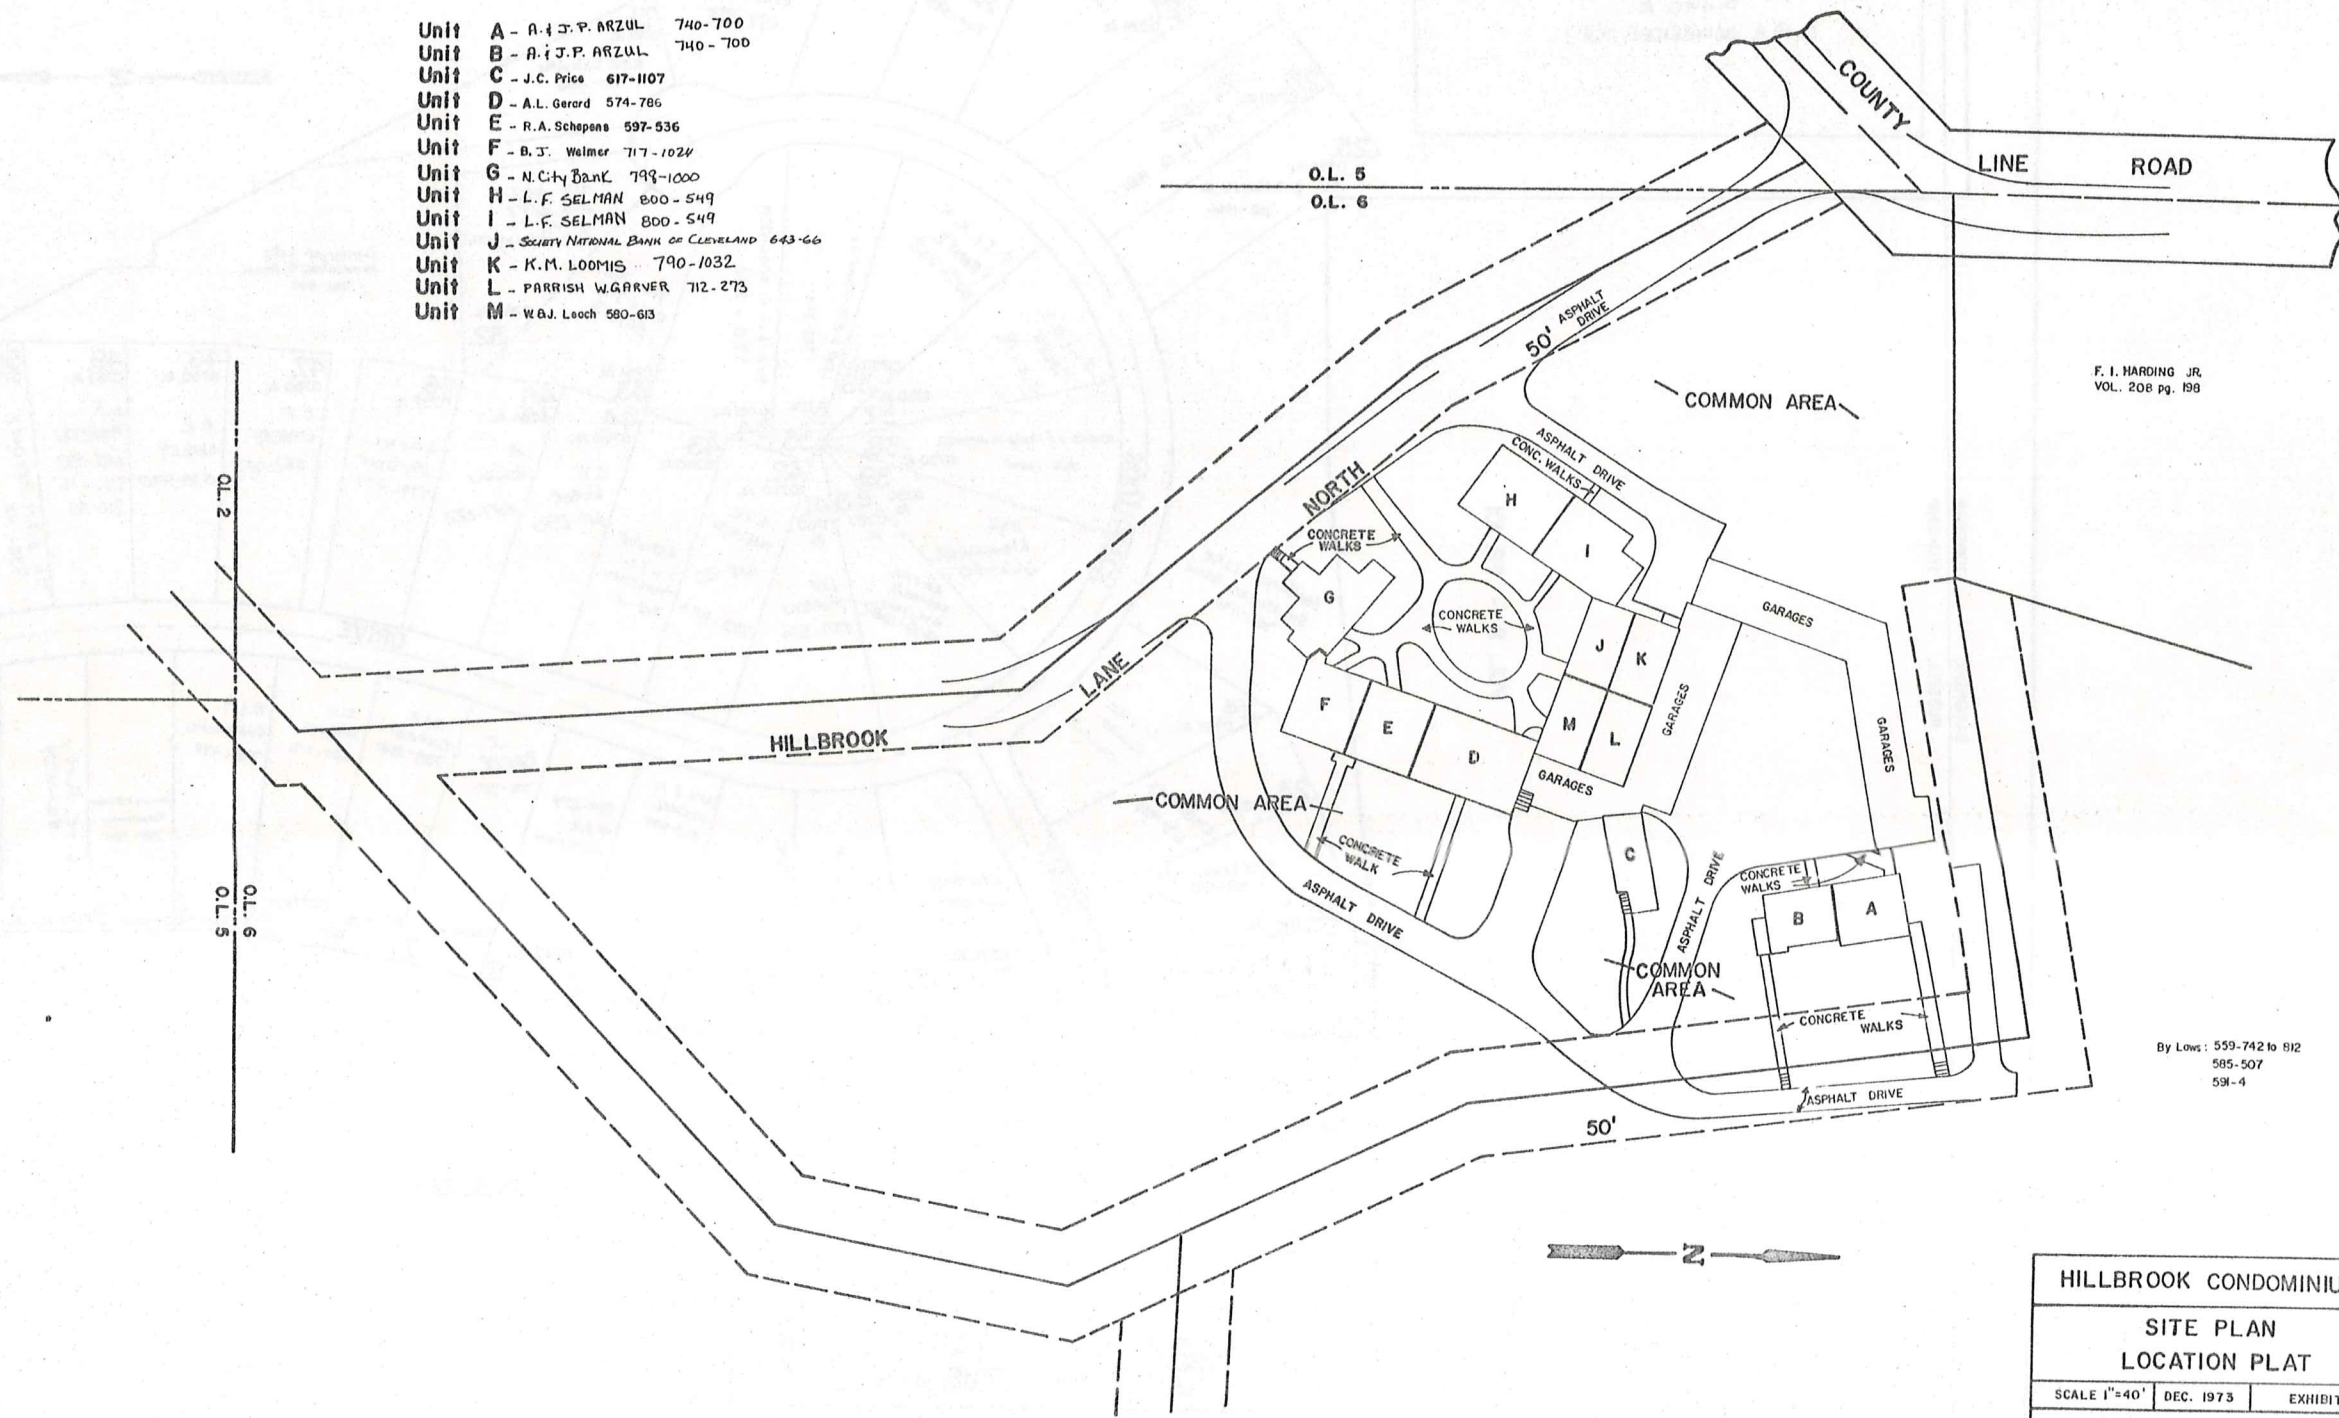 Unit A - A. & J.P. ARZUL 740-700
Unit B - A. & J.P. ARZUL 740-700
Unit C - J.C. Price 617-1107
Unit D - A.L. Gerard 574-786
Unit E - R.A. Schepens 597-536
Unit F - B.J. Welmer 717-1024
Unit G - N. City Bank 798-1000
Unit H - L.F. SELMAN 800-549
Unit I - L.F. SELMAN 800-549
Unit J - SOCIETY NATIONAL BANK OF CLEVELAND 643-66
Unit K - K.M. LOOMIS 790-1032
Unit L - PARRISH W. GARVER 712-273
Unit M - W.&J. Looch 580-613
COUNTY
LINE ROAD
O.L. 5
O.L. 6
F. I. HARDING JR.
VOL. 208 pg. 198
50'
ASPHALT
DRIVE
COMMON AREA
O.L. 2
O.L. 6
O.L. 5
HILLBROOK
LANE
NORTH
ASPHALT DRIVE
CONC. WALKS
H
I
CONCRETE
WALKS
G
CONCRETE
WALKS
J
K
M
L
GARAGES
GARAGES
GARAGES
GARAGES
F
E
D
COMMON AREA
CONCRETE
WALK
ASPHALT DRIVE
C
ASPHALT DRIVE
CONCRETE
WALKS
B
A
COMMON
AREA
CONCRETE
WALKS
ASPHALT DRIVE
50'
By Lows: 559-742 to 812
585-507
591-4
N
HILLBROOK
SITE PLAN
LOCATION PLAT
SCALE 1"=40' DEC. 1973 EXHIBIT